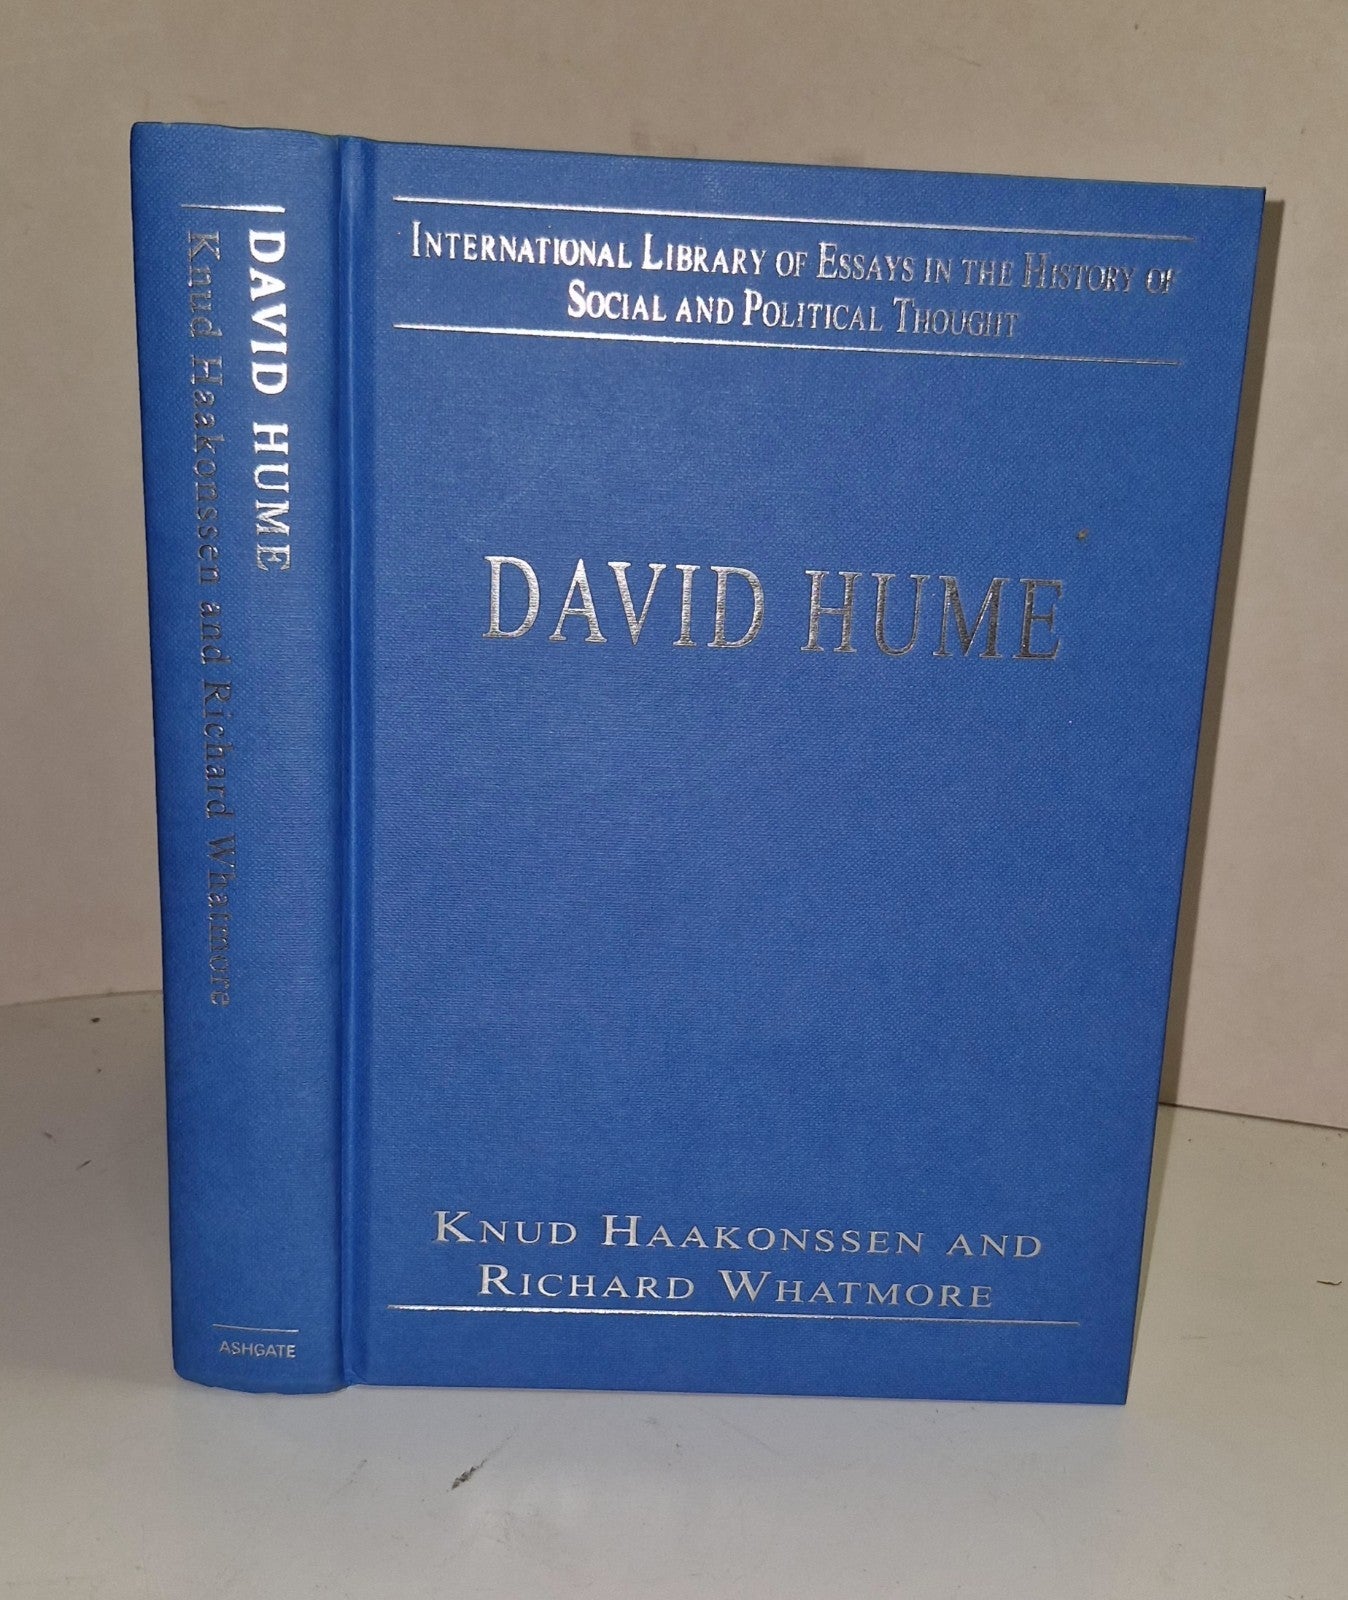 DAVID HUME
Knud Haakonssen and Richard Whatmore
ASHGATE
INTERNATIONAL LIBRARY OF ESSAYS IN THE HISTORY OF
SOCIAL AND POLITICAL THOUGHT
DAVID HUME
KNUD HAAKONSSEN AND
RICHARD WHATMORE